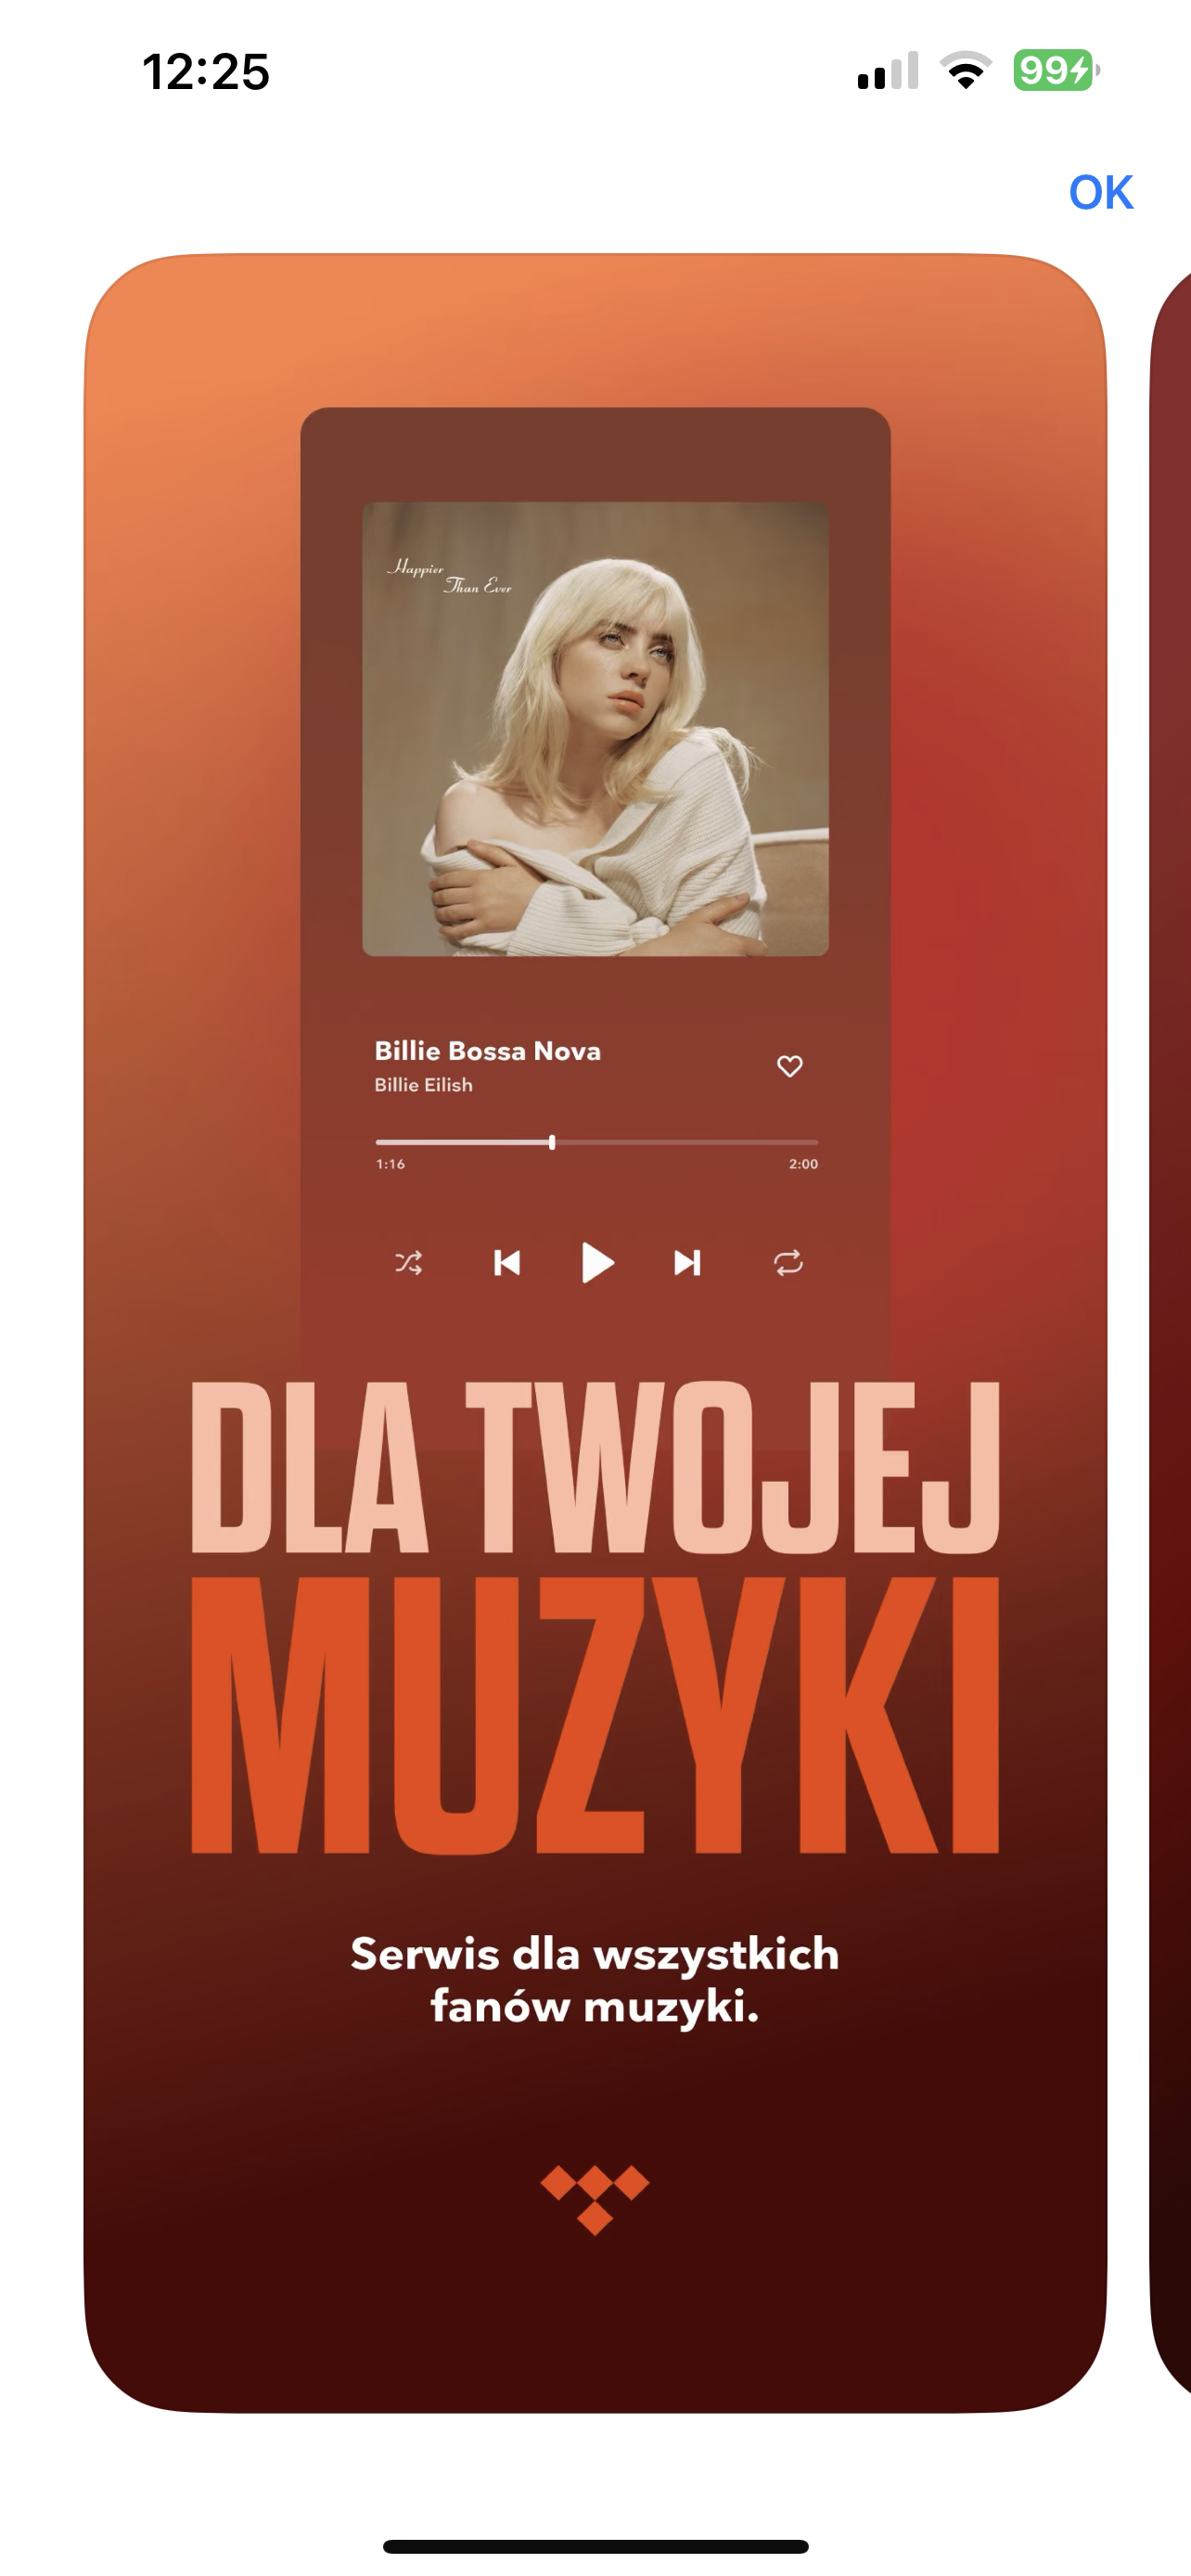 12:25
99
OK
Happier
Than Ever
Billie Bossa Nova
Billie Eilish
1:16 2:00
DLA TWOJEJ
MUZYKI
Serwis dla wszystkich
fanów muzyki.